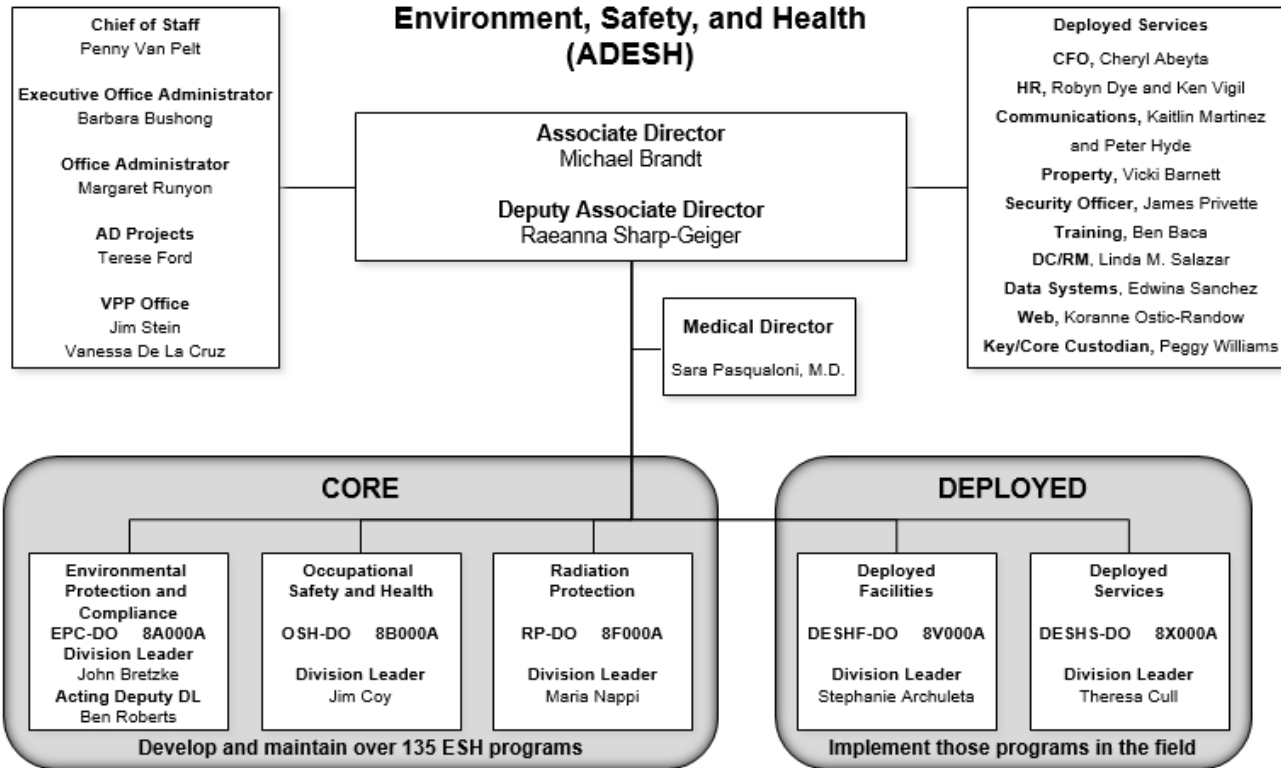 Environment, Safety, and Health
(ADESH)
Chief of Staff
Penny Van Pelt
Executive Office Administrator
Barbara Bushong
Office Administrator
Margaret Runyon
AD Projects
Terese Ford
VPP Office
Jim Stein
Vanessa De La Cruz
Associate Director
Michael Brandt
Deputy Associate Director
Raeanna Sharp-Geiger
Deployed Services
CFO, Cheryl Abeyta
HR, Robyn Dye and Ken Vigil
Communications, Kaitlin Martinez
and Peter Hyde
Property, Vicki Barnett
Security Officer, James Privette
Training, Ben Baca
DC/RM, Linda M. Salazar
Data Systems, Edwina Sanchez
Web, Koranne Ostic-Randow
Key/Core Custodian, Peggy Williams
Medical Director
Sara Pasqualoni, M.D.
CORE
Environmental
Protection and
Compliance
EPC-DO 8A000A
Division Leader
John Bretzke
Acting Deputy DL
Ben Roberts
Occupational
Safety and Health
OSH-DO 8B000A
Division Leader
Jim Coy
Radiation
Protection
RP-DO 8F000A
Division Leader
Maria Nappi
Develop and maintain over 135 ESH programs
DEPLOYED
Deployed
Facilities
DESHF-DO 8V000A
Division Leader
Stephanie Archuleta
Deployed
Services
DESHS-DO 8X000A
Division Leader
Theresa Cull
Implement those programs in the field